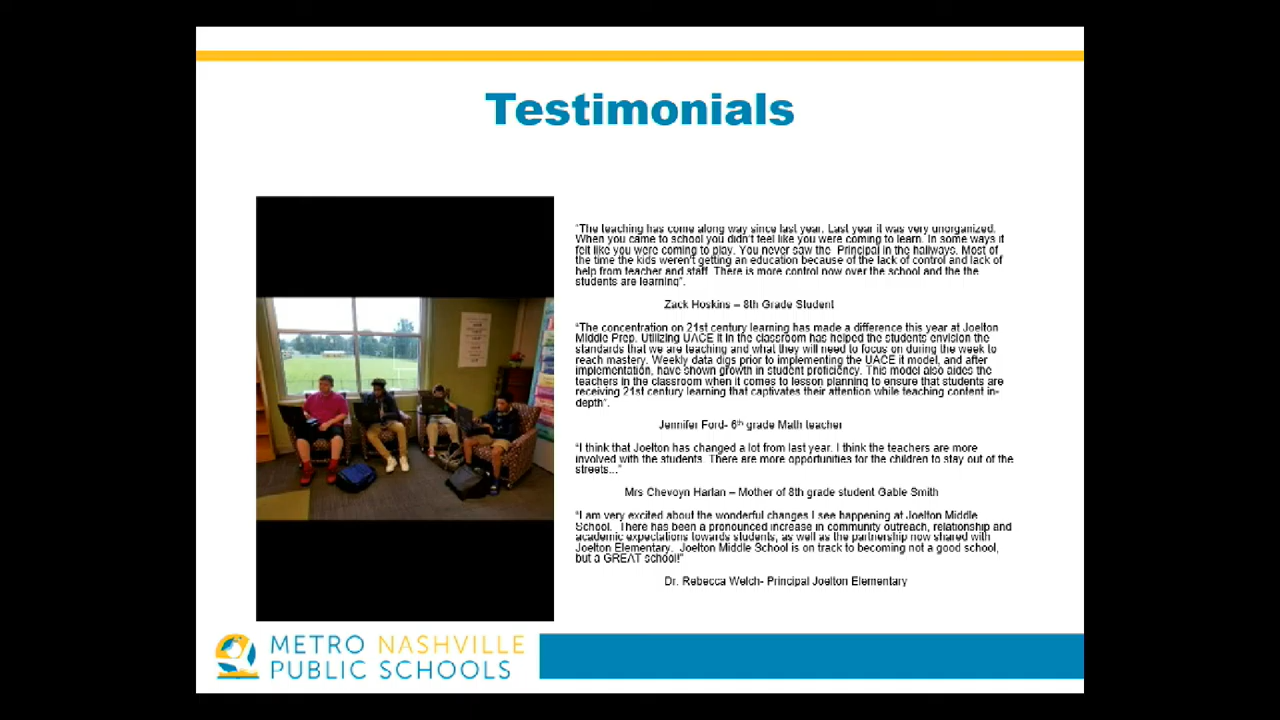 Testimonials
"The teaching has come along way since last year. Last year it was very unorganized.
When you came to school you didn't feel like you were coming to learn. In some ways it
felt like you were coming to play. You never saw the Principal in the hallways. Most of
the time the kids weren't getting an education because of the lack of control and lack of
help from teacher and staff. There is more control now over the school and the the
students are learning".
Zack Hoskins – 8th Grade Student
"The concentration on 21st century learning has made a difference this year at Joelton
Middle Prep. Utilizing UACE it in the classroom has helped the students envision the
standards that we are teaching and what they will need to focus on during the week to
reach mastery. Weekly data digs prior to implementing the UACE it model, and after
implementation, have shown growth in student proficiency. This model also aides the
teachers in the classroom when it comes to lesson planning to ensure that students are
receiving 21st century learning that captivates their attention while teaching content in-
depth".
Jennifer Ford- 6th grade Math teacher
"I think that Joelton has changed a lot from last year. I think the teachers are more
involved with the students. There are more opportunities for the children to stay out of the
streets..."
Mrs Chevoyn Harlan – Mother of 8th grade student Gable Smith
"I am very excited about the wonderful changes I see happening at Joelton Middle
School. There has been a pronounced increase in community outreach, relationship and
academic expectations towards students, as well as the partnership now shared with
Joelton Elementary. Joelton Middle School is on track to becoming not a good school,
but a GREAT school!"
Dr. Rebecca Welch- Principal Joelton Elementary
METRO NASHVILLE
PUBLIC SCHOOLS